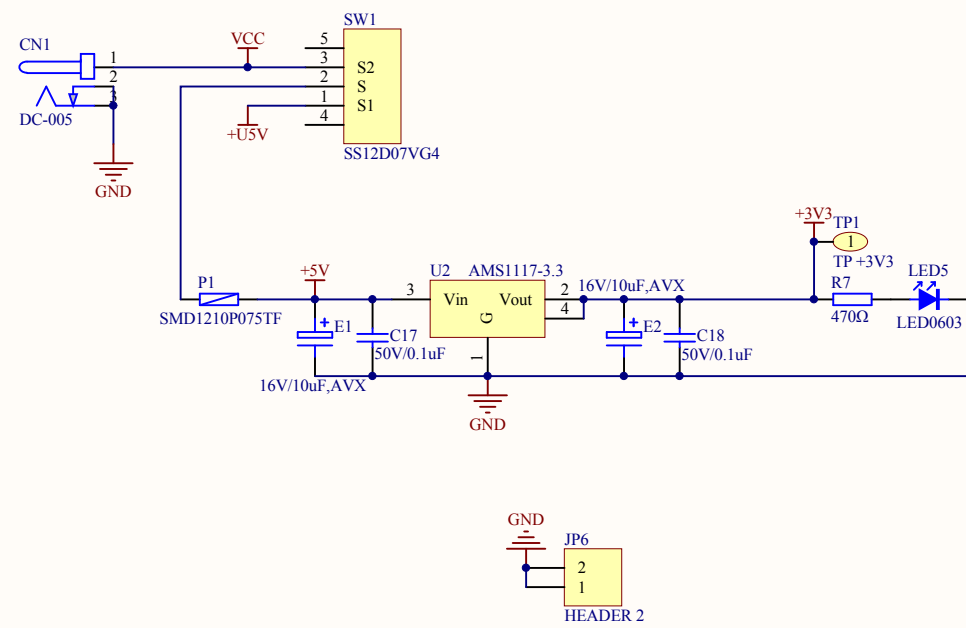 SW1
VCC
CN1
5
1
3
S2
2
2
S
3
1
S1
DC-005
4
+U5V
SS12D07VG4
GND
+3V3
TP1
1
TP +3V3
P1
+5V
U2
AMS1117-3.3
16V/10uF,AVX
R7
LED5
3
Vin
Vout
2
4
SMD1210P075TF
G
470Ω
LED0603
E1
C17
50V/0.1uF
1
E2
C18
50V/0.1uF
16V/10uF,AVX
GND
GND
JP6
2
1
HEADER 2